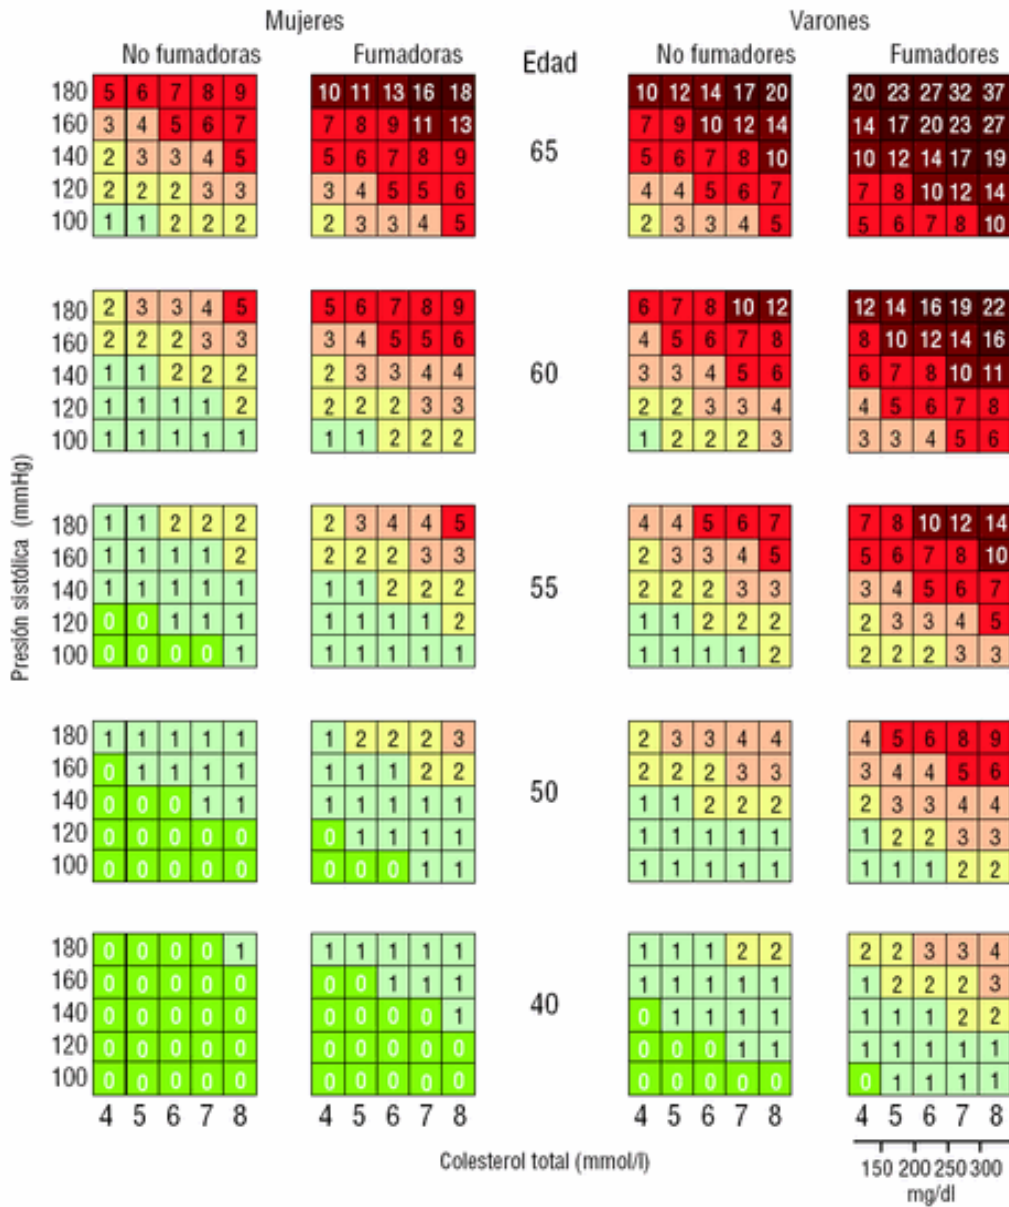 Mujeres Varones
No fumadoras Fumadoras Edad No fumadores Fumadores
180 5 6 7 8 9 10 11 13 16 18 10 12 14 17 20 20 23 27 32 37
160 3 4 5 6 7 7 8 9 11 13 7 9 10 12 14 14 17 20 23 27
140 2 3 3 4 5 5 6 7 8 9 65 5 6 7 8 10 10 12 14 17 19
120 2 2 2 3 3 3 4 5 5 6 4 4 5 6 7 7 8 10 12 14
100 1 1 2 2 2 2 3 3 4 5 2 3 3 4 5 5 6 7 8 10
180 2 3 3 4 5 5 6 7 8 9 6 7 8 10 12 12 14 16 19 22
160 2 2 2 3 3 3 4 5 5 6 4 5 6 7 8 8 10 12 14 16
140 1 1 2 2 2 2 3 3 4 4 60 3 3 4 5 6 6 7 8 10 11
120 1 1 1 1 2 2 2 2 3 3 2 2 3 3 4 4 5 6 7 8
100 1 1 1 1 1 1 1 2 2 2 1 2 2 2 3 3 3 4 5 6
Presión sistólica (mmHg)
180 1 1 2 2 2 2 3 4 4 5 4 4 5 6 7 7 8 10 12 14
160 1 1 1 1 2 2 2 2 3 3 2 3 3 4 5 5 6 7 8 10
140 1 1 1 1 1 1 1 2 2 2 55 2 2 2 3 3 3 4 5 6 7
120 0 0 1 1 1 1 1 1 1 2 1 1 2 2 2 2 3 3 4 5
100 0 0 0 0 1 1 1 1 1 1 1 1 1 1 2 2 2 2 3 3
180 1 1 1 1 1 1 2 2 2 3 2 3 3 4 4 4 5 6 8 9
160 0 1 1 1 1 1 1 1 2 2 2 2 2 3 3 3 4 4 5 6
140 0 0 0 1 1 1 1 1 1 1 50 1 1 2 2 2 2 3 3 4 4
120 0 0 0 0 0 0 1 1 1 1 1 1 1 1 1 1 2 2 3 3
100 0 0 0 0 0 0 0 0 1 1 1 1 1 1 1 1 1 1 2 2
180 0 0 0 0 1 1 1 1 1 1 1 1 1 2 2 2 2 3 3 4
160 0 0 0 0 0 0 0 1 1 1 1 1 1 1 1 1 2 2 2 3
140 0 0 0 0 0 0 0 0 0 1 40 0 1 1 1 1 1 1 1 2 2
120 0 0 0 0 0 0 0 0 0 0 0 0 0 1 1 1 1 1 1 1
100 0 0 0 0 0 0 0 0 0 0 0 0 0 0 0 0 1 1 1 1
4 5 6 7 8 4 5 6 7 8 4 5 6 7 8 4 5 6 7 8
Colesterol total (mmol/l)
150 200 250 300
mg/dl